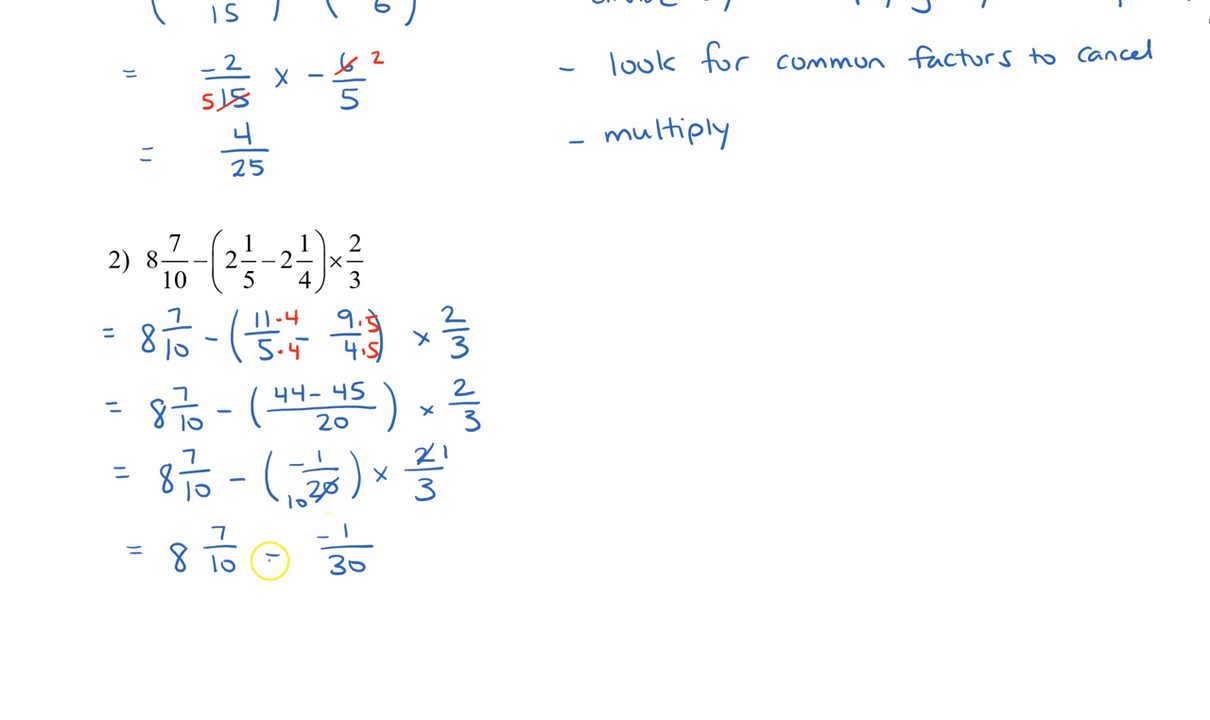 ( 15 ) ( 6 )
= -2/5 15 × - 6 2/5
= 4/25
- look for common factors to cancel
- multiply
2) 8 7/10 − (2 1/5 − 2 1/4) × 2/3
= 8 7/10 - (11·4/5·4 - 9·5/4·5) × 2/3
= 8 7/10 - (44 - 45/20) × 2/3
= 8 7/10 - (-1/10 20) × 2 1/3
= 8 7/10 - -1/30